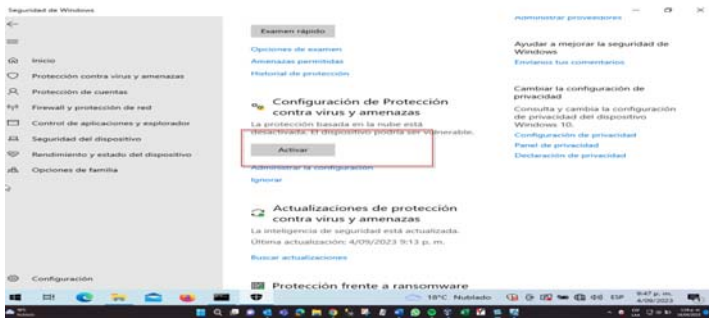 Seguridad de Windows
Inicio
Protección contra virus y amenazas
Protección de cuentas
Firewall y protección de red
Control de aplicaciones y explorador
Seguridad del dispositivo
Rendimiento y estado del dispositivo
Opciones de familia
Configuración
Examen rápido
Opciones de examen
Amenazas permitidas
Historial de protección
Configuración de Protección
contra virus y amenazas
La protección basada en la nube está
desactivada. El dispositivo podría ser vulnerable.
Activar
Administrar la configuración
Ignorar
Actualizaciones de protección
contra virus y amenazas
La inteligencia de seguridad está actualizada.
Última actualización: 4/09/2023 9:13 p. m.
Buscar actualizaciones
Protección frente a ransomware
Administrar proveedores
Ayudar a mejorar la seguridad de
Windows
Envíanos tus comentarios
Cambiar la configuración de
privacidad
Consulta y cambia la configuración
de privacidad del dispositivo
Windows 10.
Configuración de privacidad
Panel de privacidad
Declaración de privacidad
18°C Nublado
ESP
9:47 p. m.
4/09/2023